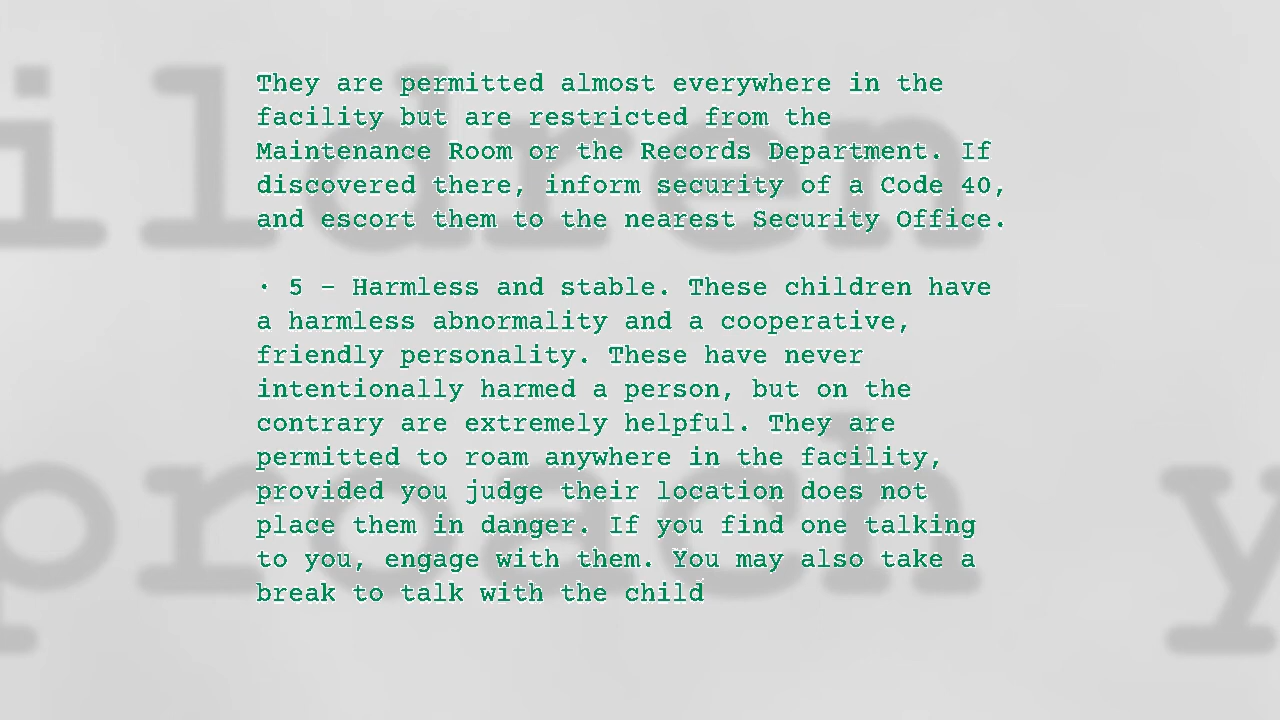 They are permitted almost everywhere in the
facility but are restricted from the
Maintenance Room or the Records Department. If
discovered there, inform security of a Code 40,
and escort them to the nearest Security Office.
· 5 – Harmless and stable. These children have
a harmless abnormality and a cooperative,
friendly personality. These have never
intentionally harmed a person, but on the
contrary are extremely helpful. They are
permitted to roam anywhere in the facility,
provided you judge their location does not
place them in danger. If you find one talking
to you, engage with them. You may also take a
break to talk with the child